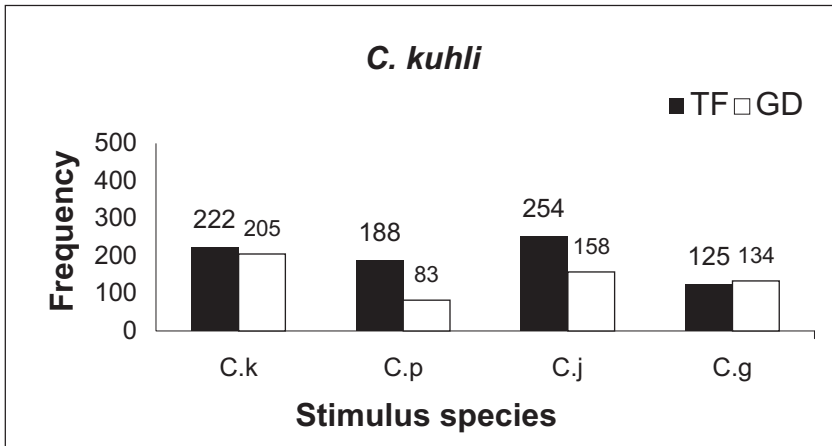 C. kuhli
TF GD
Frequency
500
400
300
200
100
0
222 205 188 83 254 158 125 134
C.k C.p C.j C.g
Stimulus species